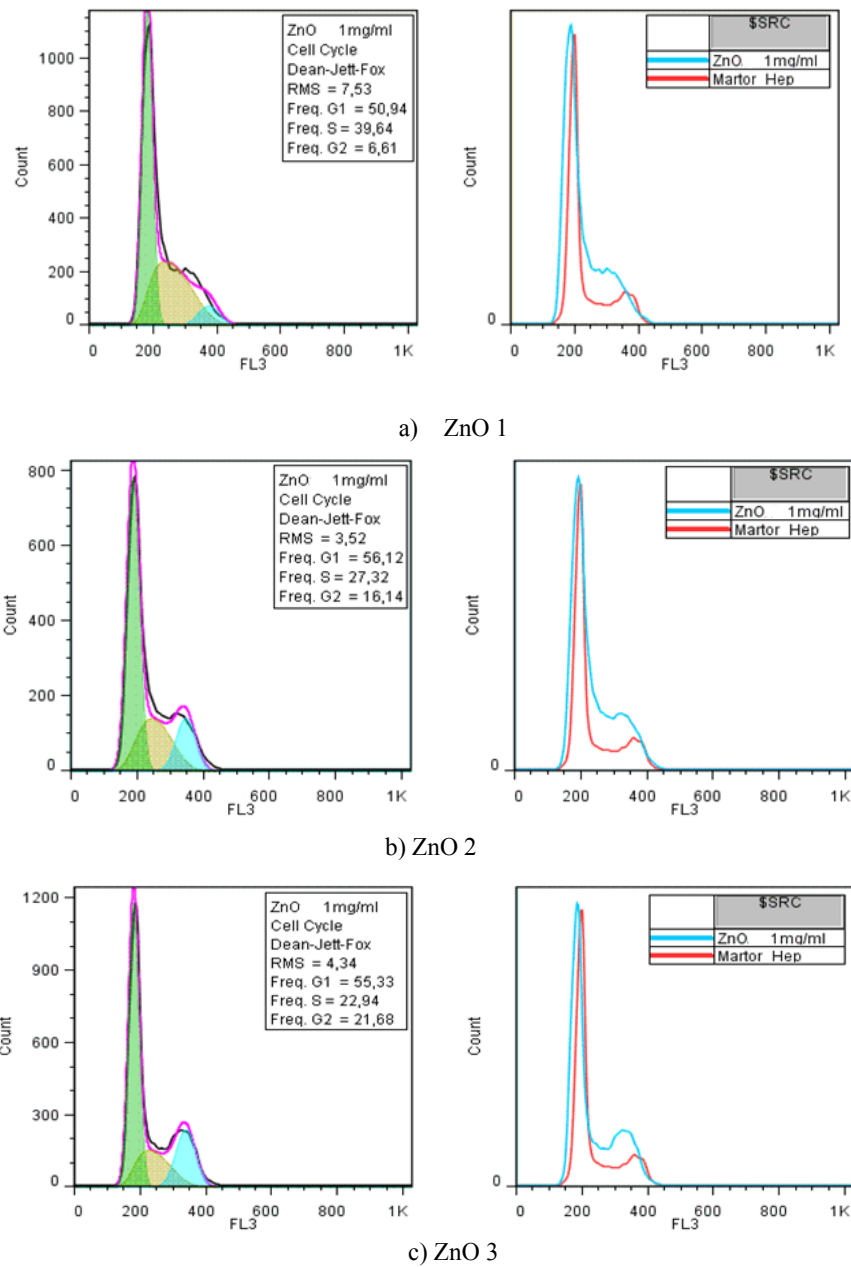 ZnO 1mg/ml
Cell Cycle
Dean-Jett-Fox
RMS = 7,53
Freq. G1 = 50,94
Freq. S = 39,64
Freq. G2 = 6,61
1000
800
600
400
200
0
Count
0 200 400 600 800 1K
FL3
$SRC
ZnO. 1mg/ml
Martor Hep
Count
0
0 200 400 600 800 1K
FL3
a) ZnO 1
ZnO 1mg/ml
Cell Cycle
Dean-Jett-Fox
RMS = 3,52
Freq. G1 = 56,12
Freq. S = 27,32
Freq. G2 = 16,14
800
600
400
200
0
Count
0 200 400 600 800 1K
FL3
$SRC
ZnO. 1mg/ml
Martor Hep
Count
0
0 200 400 600 800 1K
FL3
b) ZnO 2
ZnO 1mg/ml
Cell Cycle
Dean-Jett-Fox
RMS = 4,34
Freq. G1 = 55,33
Freq. S = 22,94
Freq. G2 = 21,68
1200
900
600
300
0
Count
0 200 400 600 800 1K
FL3
$SRC
ZnO. 1mg/ml
Martor Hep
Count
0
0 200 400 600 800 1K
FL3
c) ZnO 3